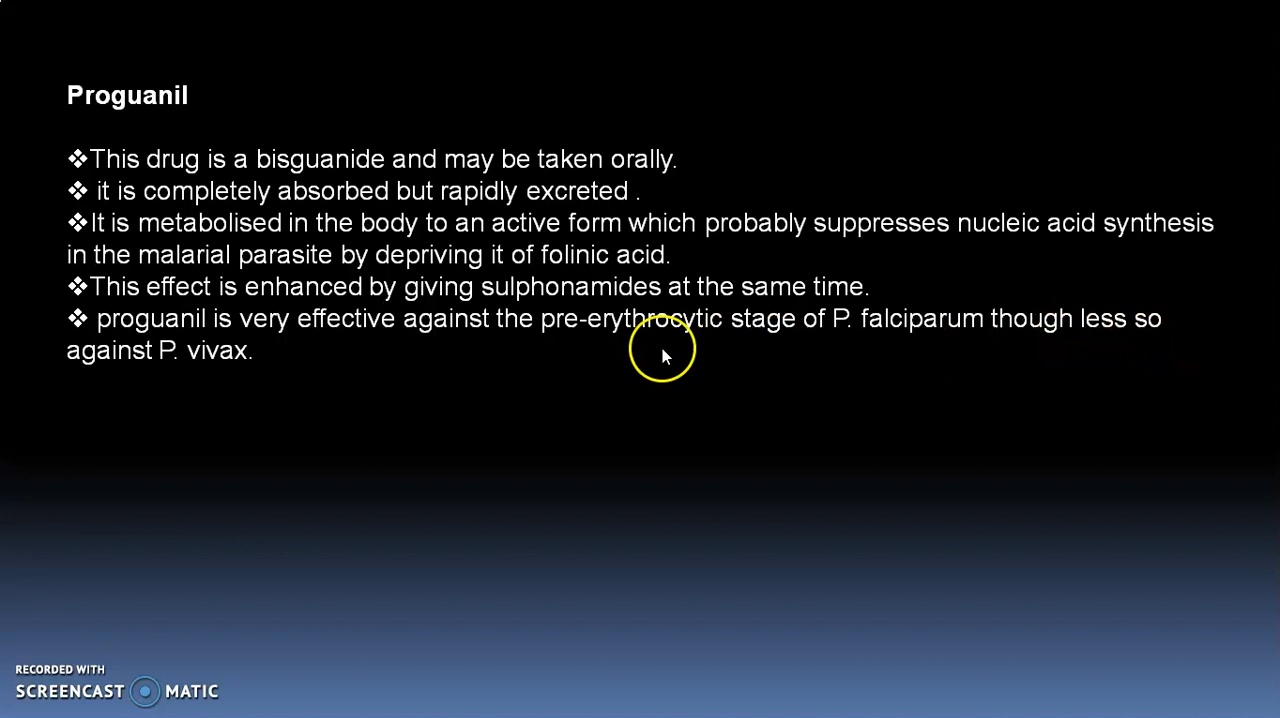 Proguanil
❖This drug is a bisguanide and may be taken orally.
❖ it is completely absorbed but rapidly excreted .
❖It is metabolised in the body to an active form which probably suppresses nucleic acid synthesis
in the malarial parasite by depriving it of folinic acid.
❖This effect is enhanced by giving sulphonamides at the same time.
❖ proguanil is very effective against the pre-erythrocytic stage of P. falciparum though less so
against P. vivax.
RECORDED WITH
SCREENCAST MATIC